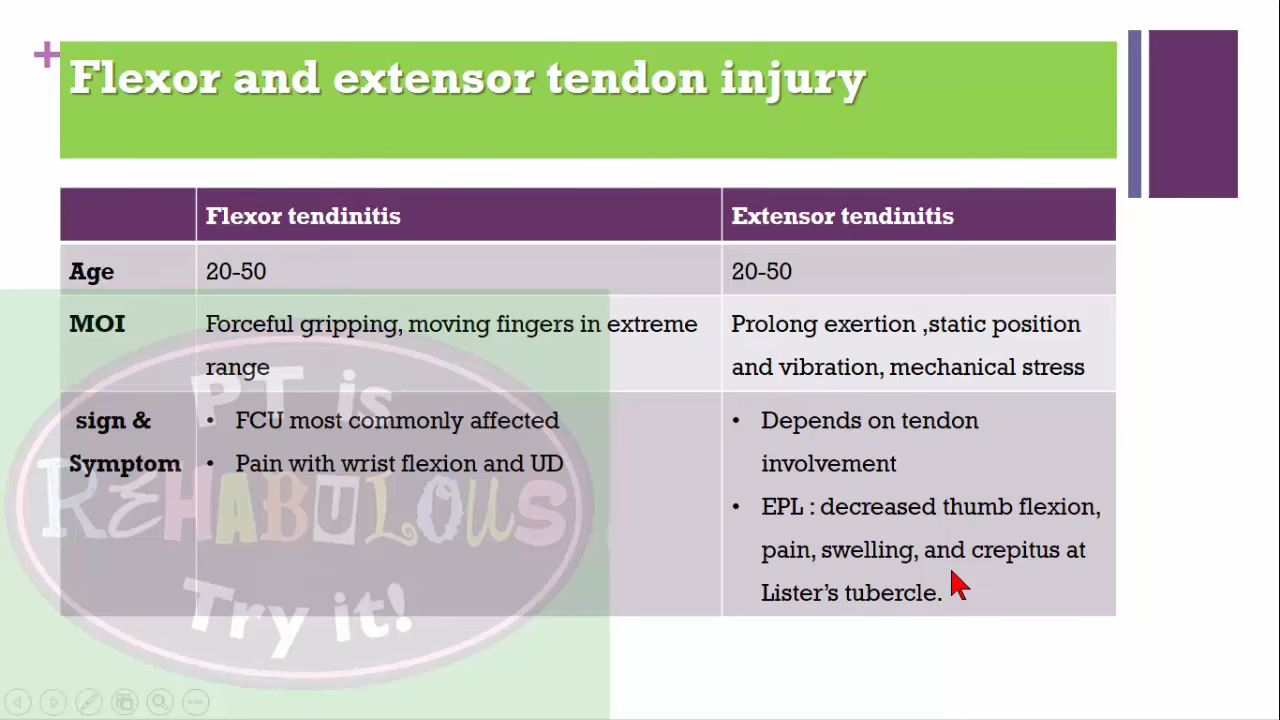 +
Flexor and extensor tendon injury
Flexor tendinitis
Extensor tendinitis
Age
20-50
20-50
MOI
Forceful gripping, moving fingers in extreme
range
Prolong exertion ,static position
and vibration, mechanical stress
sign &
Symptom
• FCU most commonly affected
• Pain with wrist flexion and UD
• Depends on tendon
involvement
• EPL : decreased thumb flexion,
pain, swelling, and crepitus at
Lister's tubercle.
PT is
REHABULOUS
Try it!